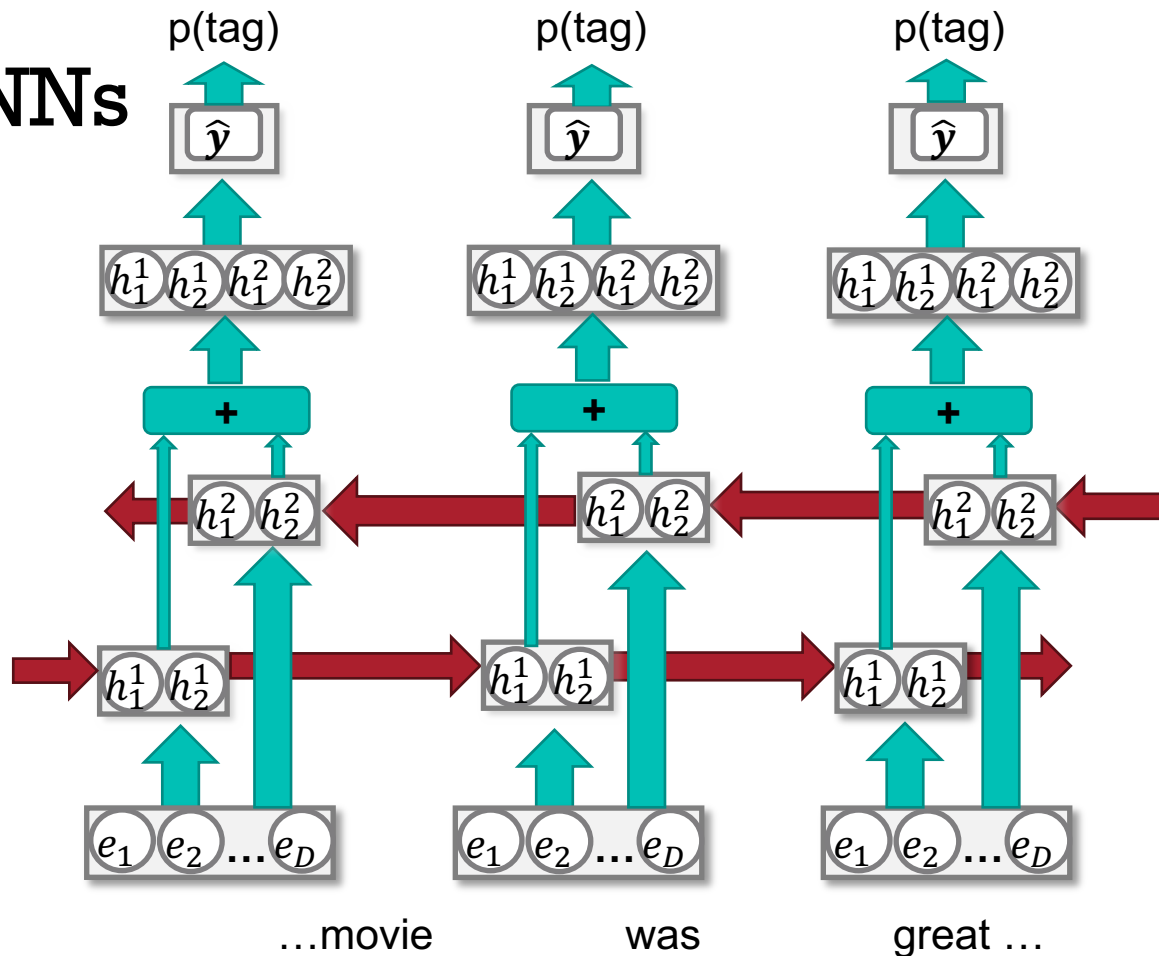 p(tag) p(tag) p(tag)
NNs
ŷ ŷ ŷ
h₁¹ h₂¹ h₁² h₂² h₁¹ h₂¹ h₁² h₂² h₁¹ h₂¹ h₁² h₂²
+ + +
h₁² h₂² h₁² h₂² h₁² h₂²
h₁¹ h₂¹ h₁¹ h₂¹ h₁¹ h₂¹
e₁ e₂ ... e_D e₁ e₂ ... e_D e₁ e₂ ... e_D
…movie was great …